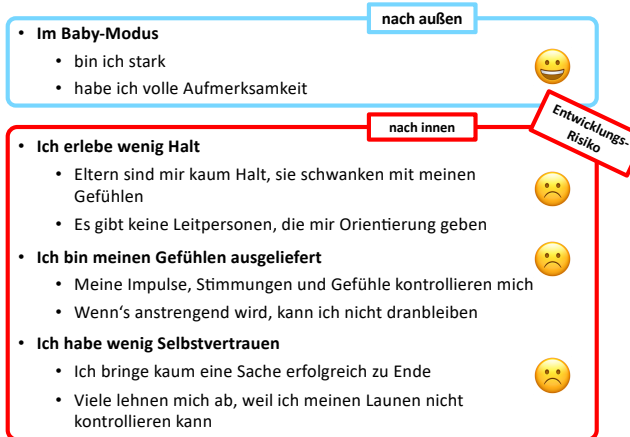 nach außen
• Im Baby-Modus
• bin ich stark
• habe ich volle Aufmerksamkeit
Entwicklungs-
Risiko
nach innen
• Ich erlebe wenig Halt
• Eltern sind mir kaum Halt, sie schwanken mit meinen
Gefühlen
• Es gibt keine Leitpersonen, die mir Orientierung geben
• Ich bin meinen Gefühlen ausgeliefert
• Meine Impulse, Stimmungen und Gefühle kontrollieren mich
• Wenn‘s anstrengend wird, kann ich nicht dranbleiben
• Ich habe wenig Selbstvertrauen
• Ich bringe kaum eine Sache erfolgreich zu Ende
• Viele lehnen mich ab, weil ich meinen Launen nicht
kontrollieren kann